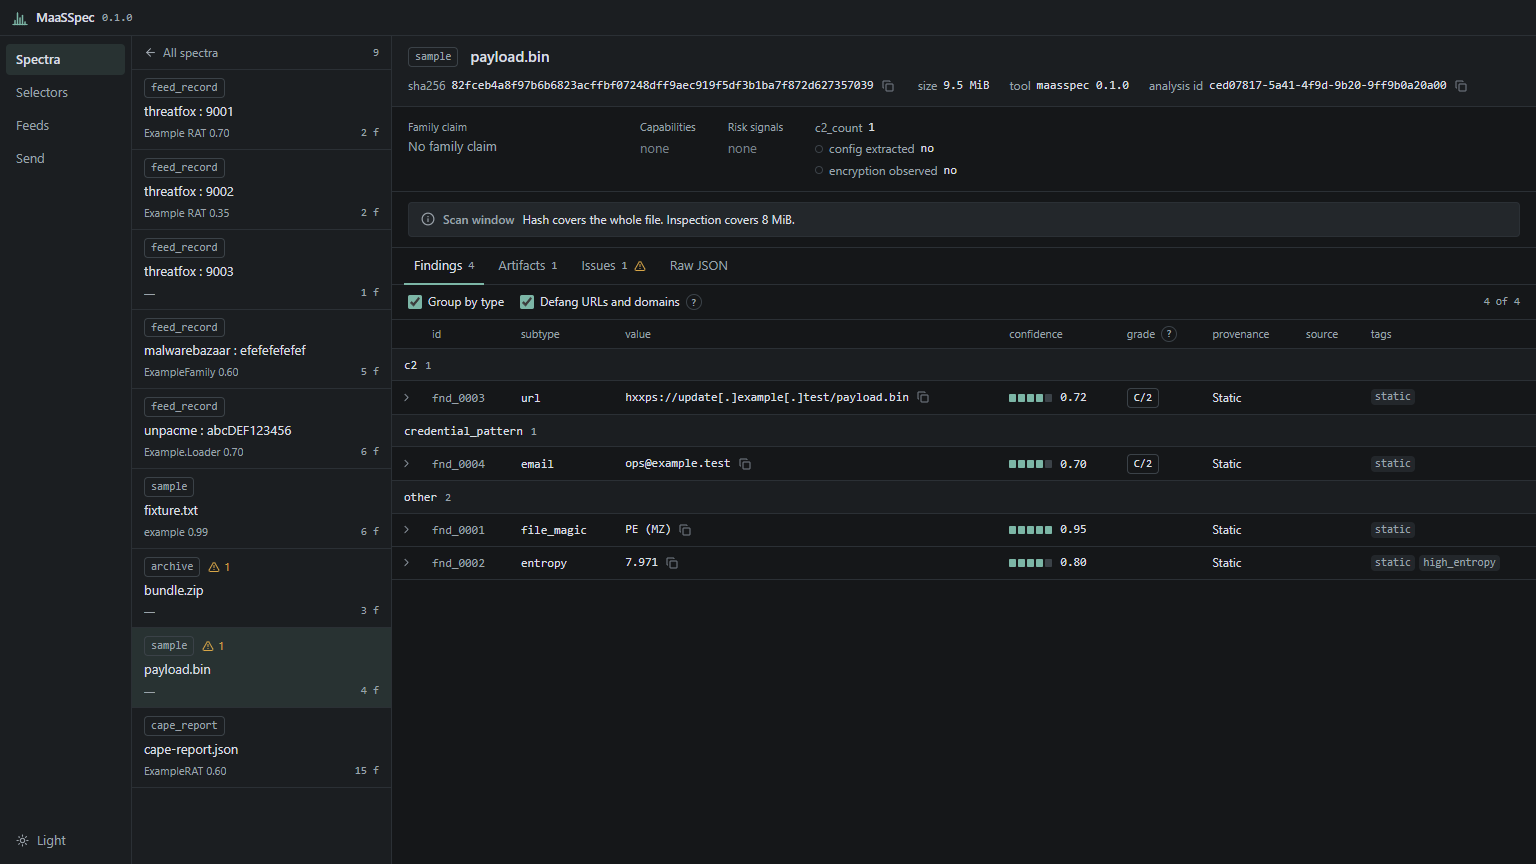 MaaSSpec 0.1.0
Spectra
Selectors
Feeds
Send
Light
All spectra 9
feed_record
threatfox : 9001
Example RAT 0.70 2 f
feed_record
threatfox : 9002
Example RAT 0.35 2 f
feed_record
threatfox : 9003
— 1 f
feed_record
malwarebazaar : efefefefefef
ExampleFamily 0.60 5 f
feed_record
unpacme : abcDEF123456
Example.Loader 0.70 6 f
sample
fixture.txt
example 0.99 6 f
archive 1
bundle.zip
— 3 f
sample 1
payload.bin
— 4 f
cape_report
cape-report.json
ExampleRAT 0.60 15 f
sample payload.bin
sha256 82fceb4a8f97b6b6823acffbf07248dff9aec919f5df3b1ba7f872d627357039 size 9.5 MiB tool maasspec 0.1.0 analysis id ced07817-5a41-4f9d-9b20-9ff9b0a20a00
Family claim
No family claim
Capabilities
none
Risk signals
none
c2_count 1
config extracted no
encryption observed no
Scan window Hash covers the whole file. Inspection covers 8 MiB.
Findings 4 Artifacts 1 Issues 1 Raw JSON
Group by type Defang URLs and domains ? 4 of 4
id subtype value confidence grade ? provenance source tags
c2 1
fnd_0003 url hxxps://update[.]example[.]test/payload.bin 0.72 C/2 Static static
credential_pattern 1
fnd_0004 email ops@example.test 0.70 C/2 Static static
other 2
fnd_0001 file_magic PE (MZ) 0.95 Static static
fnd_0002 entropy 7.971 0.80 Static static high_entropy